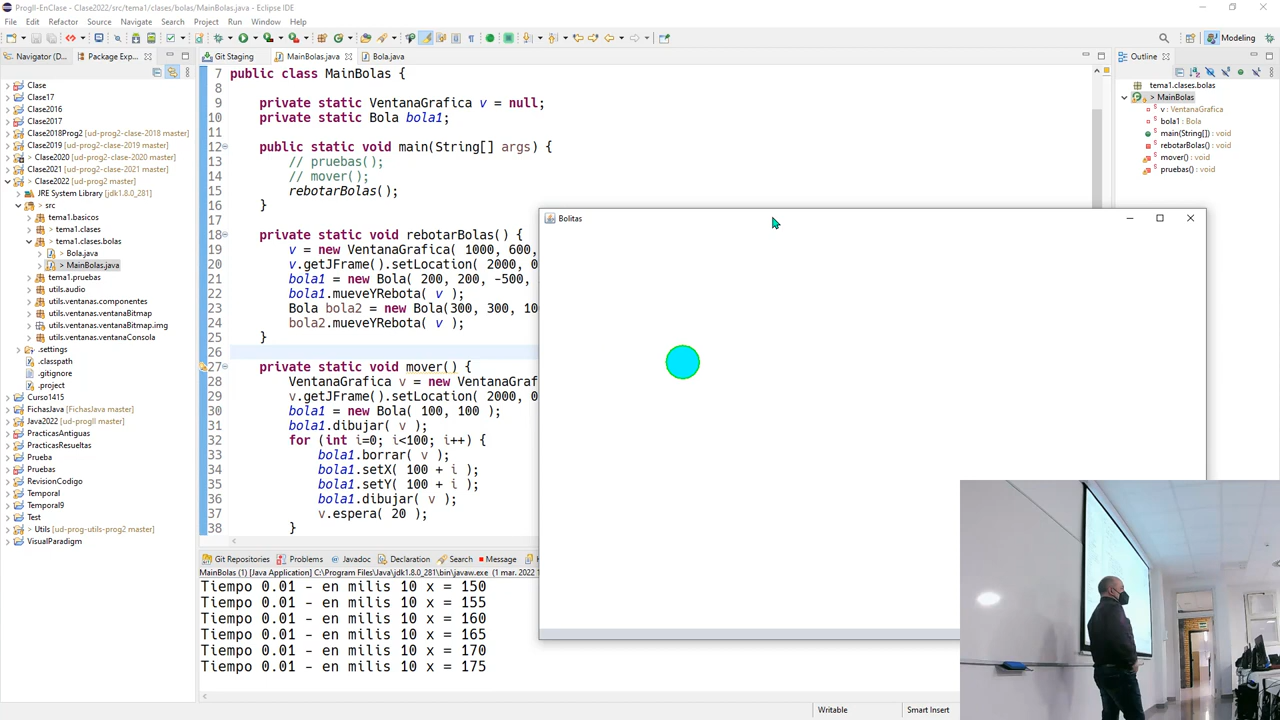 ProgII-EnClase - Clase2022/src/tema1/clases/bolas/MainBolas.java - Eclipse IDE
File Edit Refactor Source Navigate Search Project Run Window Help
Modeling
Navigator (D... Package Exp...
Git Staging MainBolas.java Bola.java
Outline
Clase
Clase17
Clase2016
Clase2017
Clase2018Prog2 [ud-prog2-clase-2018 master]
Clase2019 [ud-prog2-clase-2019 master]
> Clase2020 [ud-prog2-clase-2020 master]
Clase2021 [ud-prog2-clase-2021 master]
> Clase2022 [ud-prog2 master]
JRE System Library [jdk1.8.0_281]
> src
tema1.basicos
> tema1.clases
> tema1.clases.bolas
> Bola.java
> MainBolas.java
tema1.pruebas
utils.audio
utils.ventanas.componentes
utils.ventanas.ventanaBitmap
utils.ventanas.ventanaBitmap.img
utils.ventanas.ventanaConsola
.settings
.classpath
.gitignore
.project
Curso1415
FichasJava [FichasJava master]
Java2022 [ud-progII master]
PracticasAntiguas
PracticasResueltas
Prueba
Pruebas
RevisionCodigo
Temporal
Temporal9
Test
> Utils [ud-prog-utils-prog2 master]
VisualParadigm
7 public class MainBolas {
8
9 private static VentanaGrafica v = null;
10 private static Bola bola1;
11
12 public static void main(String[] args) {
13 // pruebas();
14 // mover();
15 rebotarBolas();
16 }
17
18 private static void rebotarBolas() {
19 v = new VentanaGrafica( 1000, 600,
20 v.getJFrame().setLocation( 2000, 0
21 bola1 = new Bola( 200, 200, -500,
22 bola1.mueveYRebota( v );
23 Bola bola2 = new Bola(300, 300, 10
24 bola2.mueveYRebota( v );
25 }
26
27 private static void mover() {
28 VentanaGrafica v = new VentanaGraf
29 v.getJFrame().setLocation( 2000, 0
30 bola1 = new Bola( 100, 100 );
31 bola1.dibujar( v );
32 for (int i=0; i<100; i++) {
33 bola1.borrar( v );
34 bola1.setX( 100 + i );
35 bola1.setY( 100 + i );
36 bola1.dibujar( v );
37 v.espera( 20 );
38 }
tema1.clases.bolas
> MainBolas
v : VentanaGrafica
bola1 : Bola
main(String[]) : void
rebotarBolas() : void
mover() : void
pruebas() : void
Bolitas
Git Repositories Problems Javadoc Declaration Search Message
MainBolas (1) [Java Application] C:\Program Files\Java\jdk1.8.0_281\bin\javaw.exe (1 mar. 2022
Tiempo 0.01 - en milis 10 x = 150
Tiempo 0.01 - en milis 10 x = 155
Tiempo 0.01 - en milis 10 x = 160
Tiempo 0.01 - en milis 10 x = 165
Tiempo 0.01 - en milis 10 x = 170
Tiempo 0.01 - en milis 10 x = 175
Writable Smart Insert